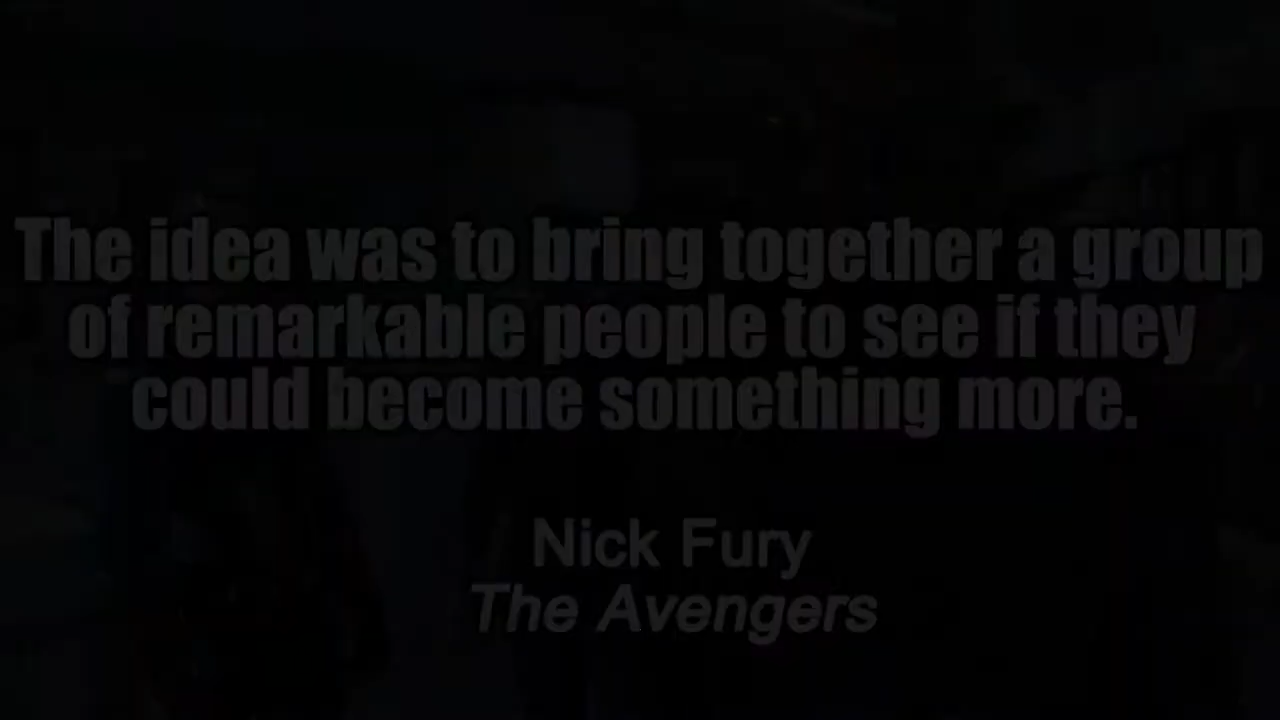 The idea was to bring together a group
of remarkable people to see if they
could become something more.
Nick Fury
The Avengers